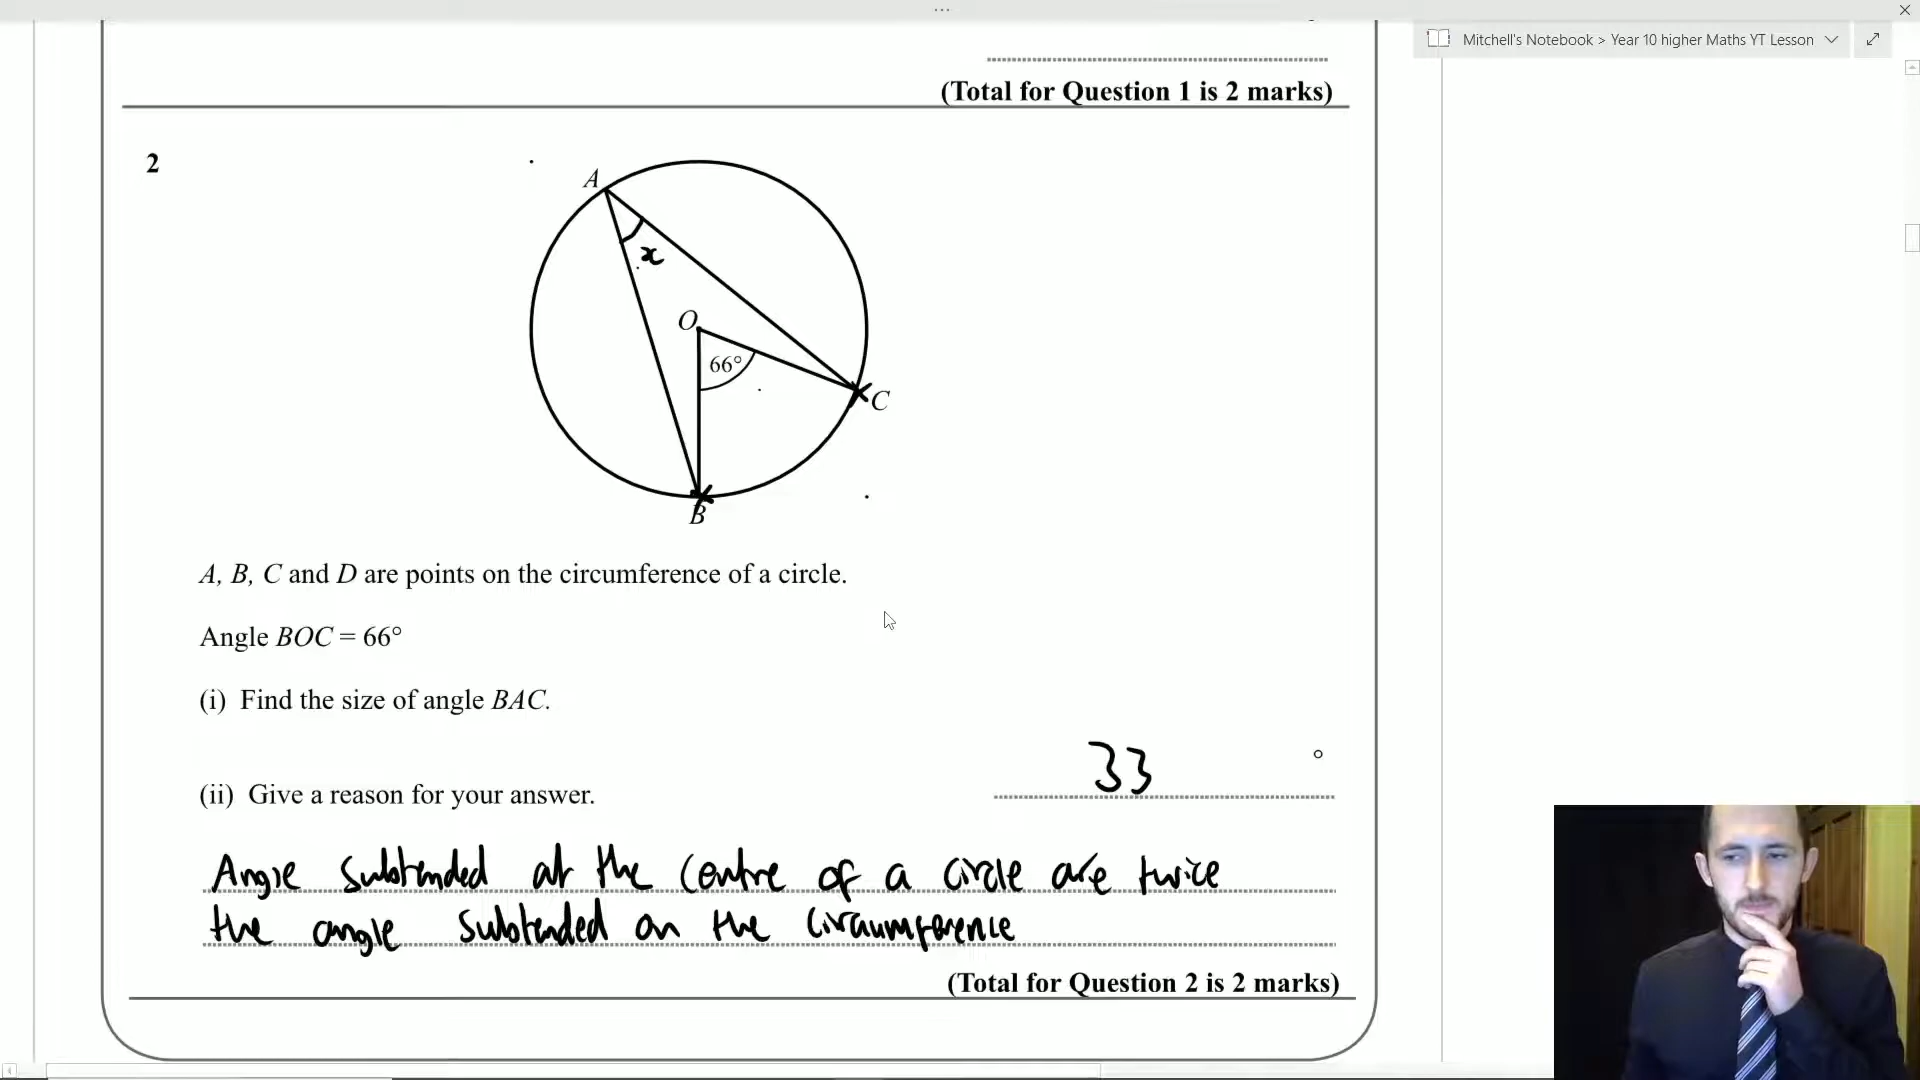 ...
Mitchell's Notebook > Year 10 higher Maths YT Lesson
(Total for Question 1 is 2 marks)
2
A
x
O
66°
C
B
A, B, C and D are points on the circumference of a circle.
Angle BOC = 66°
(i) Find the size of angle BAC.
33 °
(ii) Give a reason for your answer.
Angle subtended at the centre of a circle are twice
the angle subtended on the circumference
(Total for Question 2 is 2 marks)